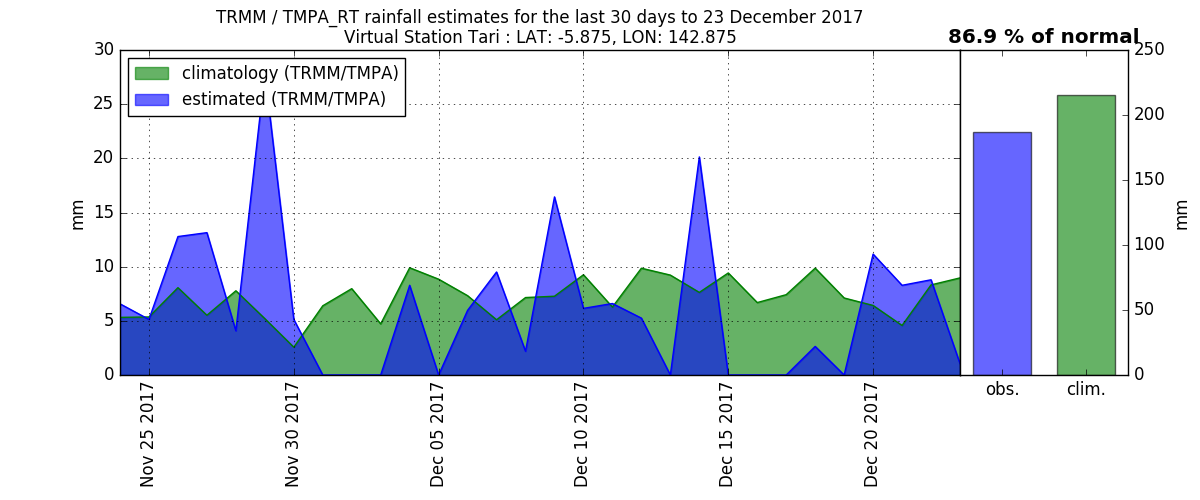 TRMM / TMPA_RT rainfall estimates for the last 30 days to 23 December 2017
Virtual Station Tari : LAT: -5.875, LON: 142.875
86.9 % of normal
climatology (TRMM/TMPA)
estimated (TRMM/TMPA)
mm
30
25
20
15
10
5
0
Nov 25 2017
Nov 30 2017
Dec 05 2017
Dec 10 2017
Dec 15 2017
Dec 20 2017
obs.
clim.
250
200
150
100
50
0
mm